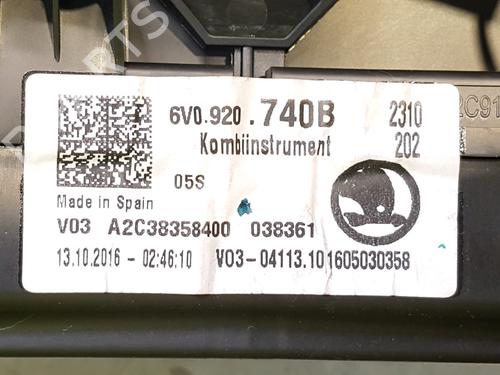 6V0.920.740B 2310
Kombiinstrument 202
05S
Made in Spain
V03 A2C38358400 038361
13.10.2016 - 02:46:10 VO3-04113.101605030358